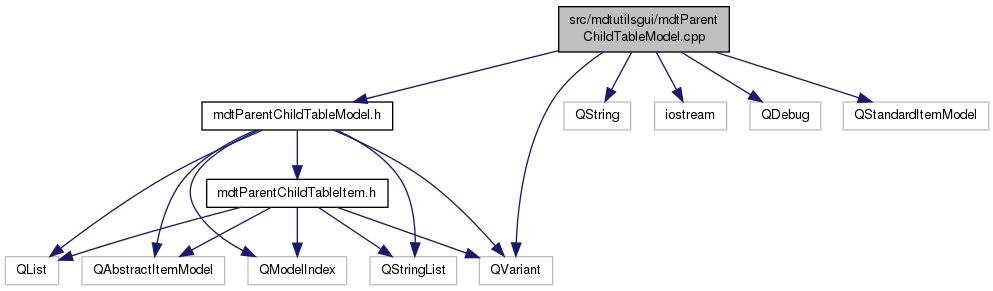 src/mdtutilsgui/mdtParent
ChildTableModel.cpp
mdtParentChildTableModel.h
QString
iostream
QDebug
QStandardItemModel
mdtParentChildTableItem.h
QList
QAbstractItemModel
QModelIndex
QStringList
QVariant